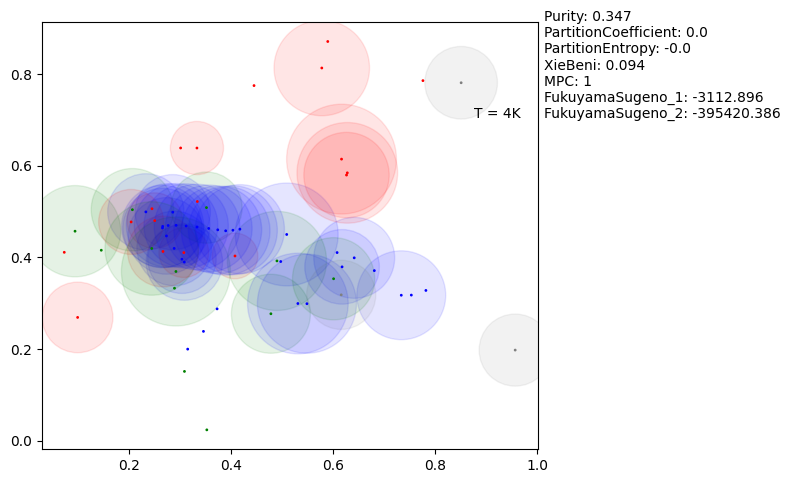 Purity: 0.347
PartitionCoefficient: 0.0
PartitionEntropy: -0.0
XieBeni: 0.094
MPC: 1
FukuyamaSugeno_1: -3112.896
FukuyamaSugeno_2: -395420.386
T = 4K
0.8
0.6
0.4
0.2
0.0
0.2 0.4 0.6 0.8 1.0